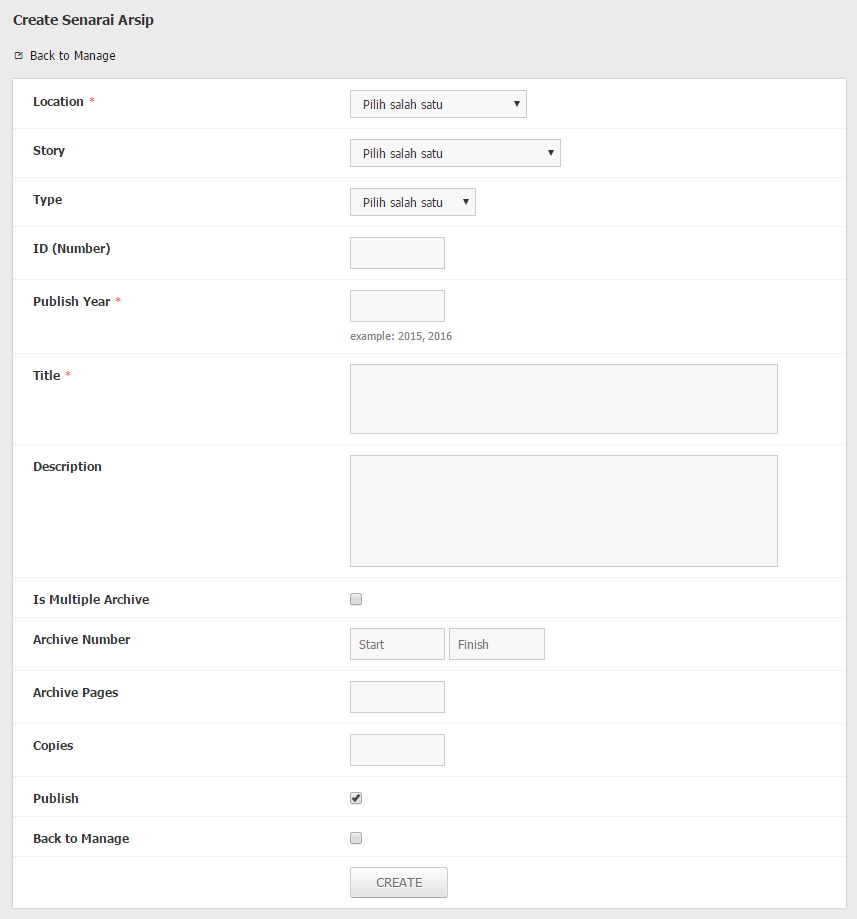 Create Senarai Arsip
Back to Manage
Location *
Pilih salah satu
Story
Pilih salah satu
Type
Pilih salah satu
ID (Number)
Publish Year *
example: 2015, 2016
Title *
Description
Is Multiple Archive
Archive Number
Start Finish
Archive Pages
Copies
Publish
Back to Manage
CREATE